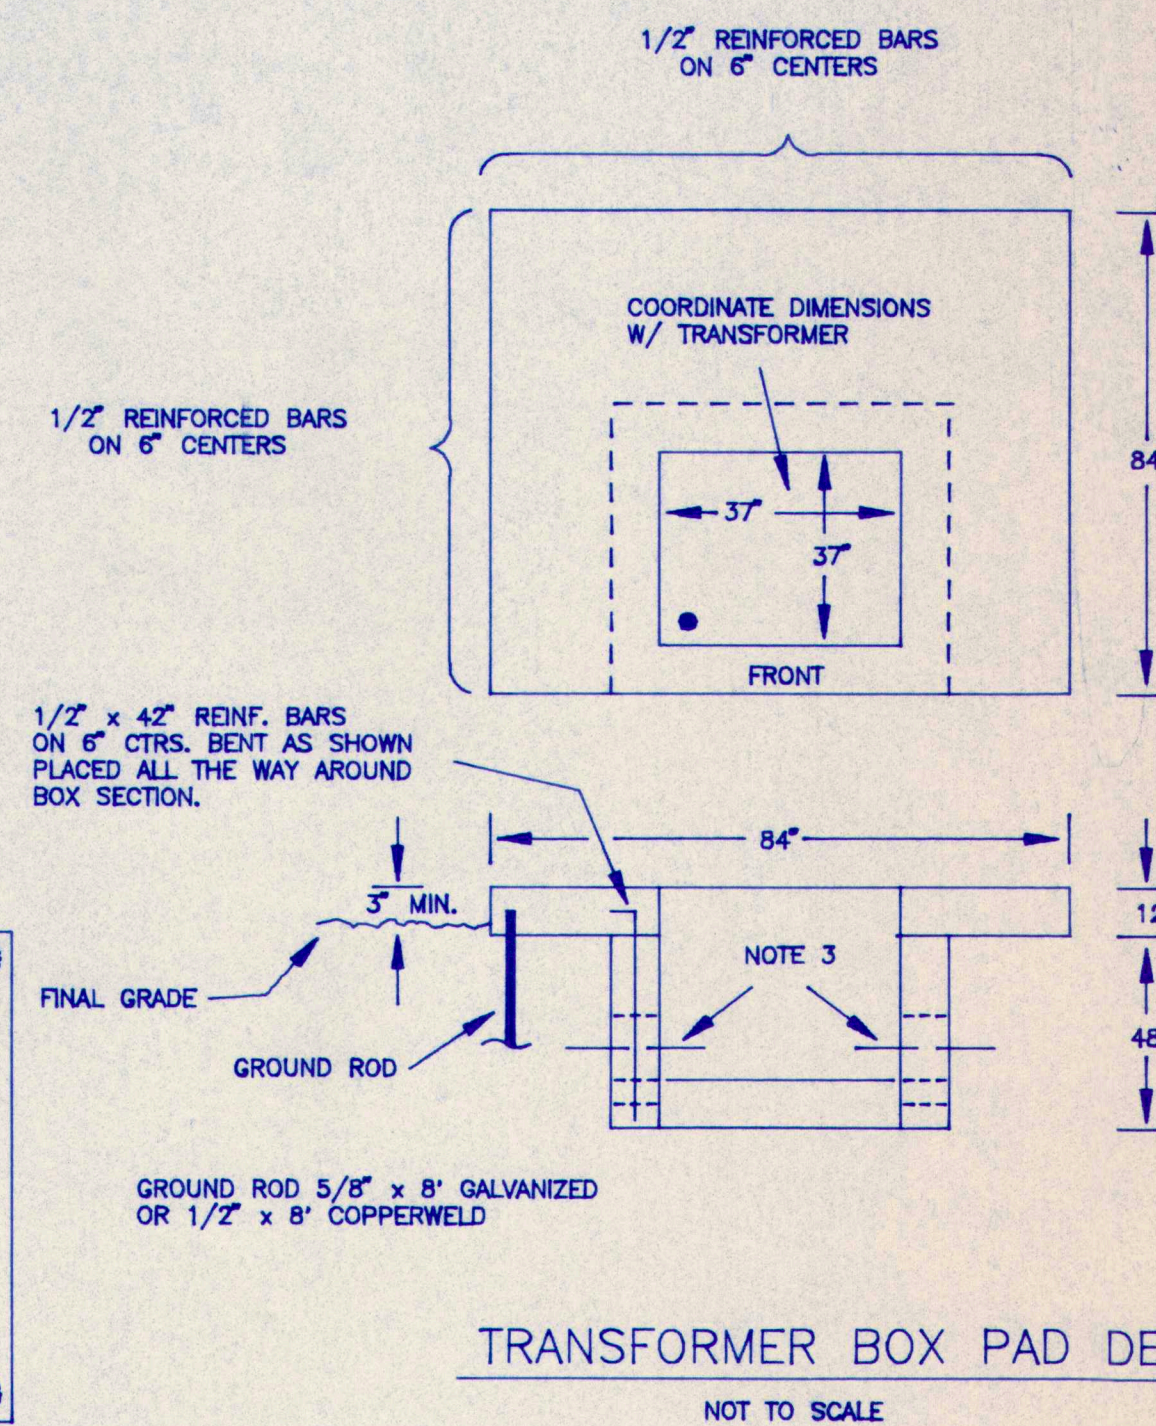 1/2" REINFORCED BARS
ON 6" CENTERS
COORDINATE DIMENSIONS
W/ TRANSFORMER
1/2" REINFORCED BARS
ON 6" CENTERS
84
37"
37"
FRONT
1/2" x 42" REINF. BARS
ON 6" CTRS. BENT AS SHOWN
PLACED ALL THE WAY AROUND
BOX SECTION.
84"
3" MIN.
12
NOTE 3
FINAL GRADE
48
GROUND ROD
GROUND ROD 5/8" x 8' GALVANIZED
OR 1/2" x 8' COPPERWELD
TRANSFORMER BOX PAD DE
NOT TO SCALE